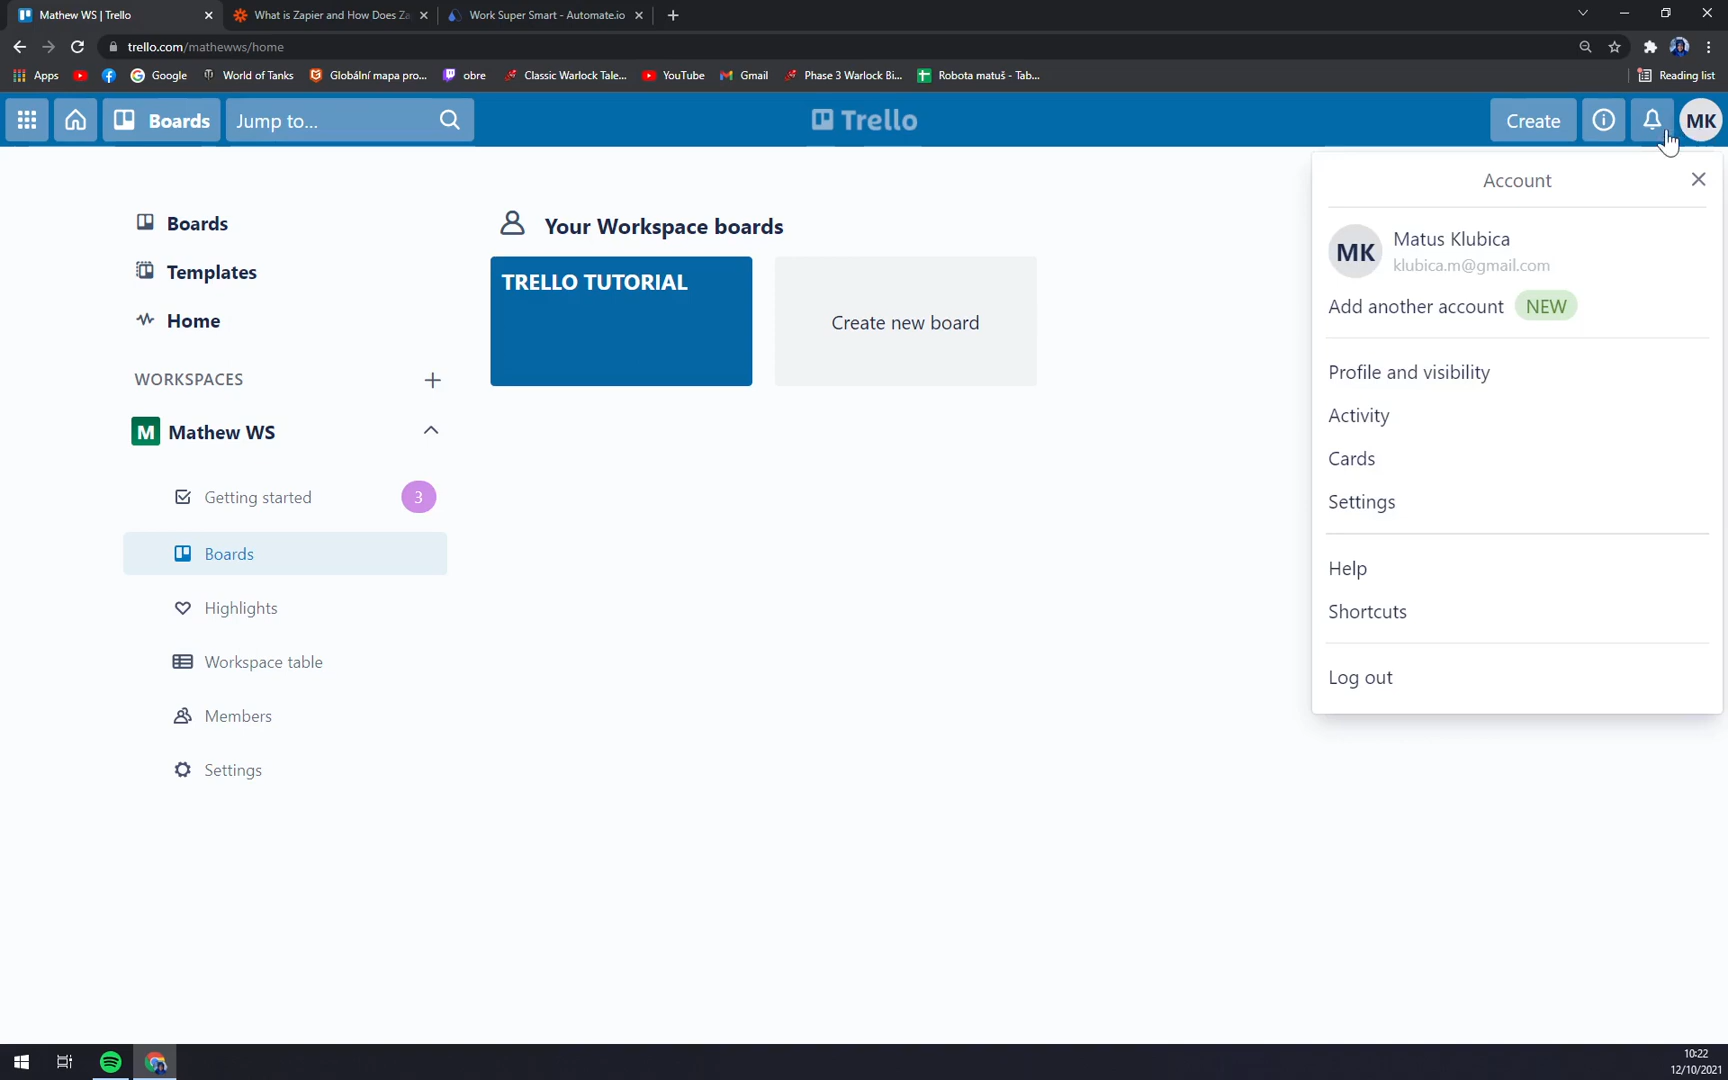 Mathew WS | Trello
What is Zapier and How Does Za
Work Super Smart - Automate.io
trello.com/mathewws/home
Apps
Google
World of Tanks
Globální mapa pro...
obre
Classic Warlock Tale...
YouTube
Gmail
Phase 3 Warlock Bi...
Robota matuš - Tab...
Reading list
Boards
Jump to...
Trello
Create
MK
Account
MK
Matus Klubica
klubica.m@gmail.com
Add another account NEW
Profile and visibility
Activity
Cards
Settings
Help
Shortcuts
Log out
Boards
Templates
Home
WORKSPACES
M Mathew WS
Getting started 3
Boards
Highlights
Workspace table
Members
Settings
Your Workspace boards
TRELLO TUTORIAL
Create new board
10:22
12/10/2021